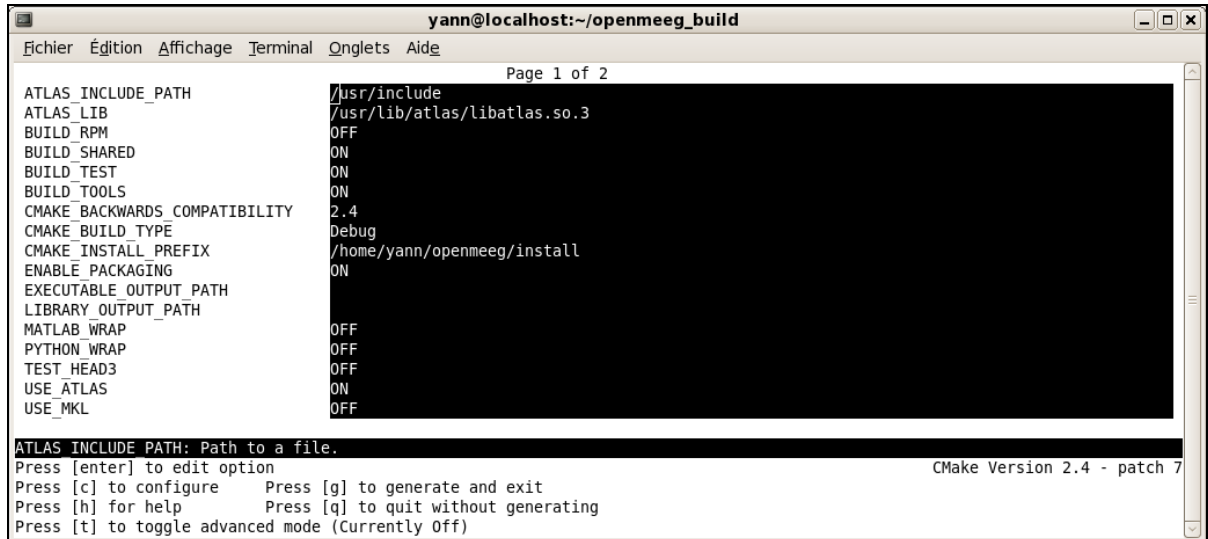 yann@localhost:~/openmeeg_build
Fichier Édition Affichage Terminal Onglets Aide
Page 1 of 2
ATLAS_INCLUDE_PATH /usr/include
ATLAS_LIB /usr/lib/atlas/libatlas.so.3
BUILD_RPM OFF
BUILD_SHARED ON
BUILD_TEST ON
BUILD_TOOLS ON
CMAKE_BACKWARDS_COMPATIBILITY 2.4
CMAKE_BUILD_TYPE Debug
CMAKE_INSTALL_PREFIX /home/yann/openmeeg/install
ENABLE_PACKAGING ON
EXECUTABLE_OUTPUT_PATH
LIBRARY_OUTPUT_PATH
MATLAB_WRAP OFF
PYTHON_WRAP OFF
TEST_HEAD3 OFF
USE_ATLAS ON
USE_MKL OFF
ATLAS_INCLUDE_PATH: Path to a file.
Press [enter] to edit option CMake Version 2.4 - patch 7
Press [c] to configure Press [g] to generate and exit
Press [h] for help Press [q] to quit without generating
Press [t] to toggle advanced mode (Currently Off)